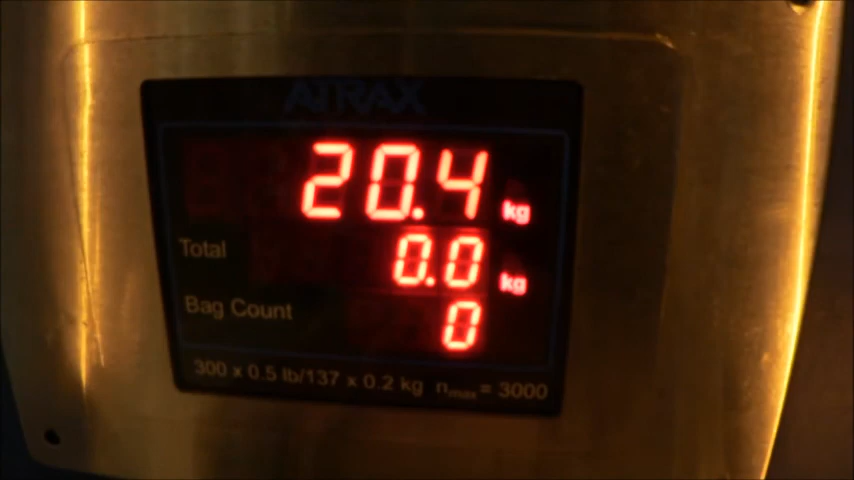 ATRAX
20.4 kg
Total 0.0 kg
Bag Count 0
300 x 0.5 lb/137 x 0.2 kg nmax= 3000